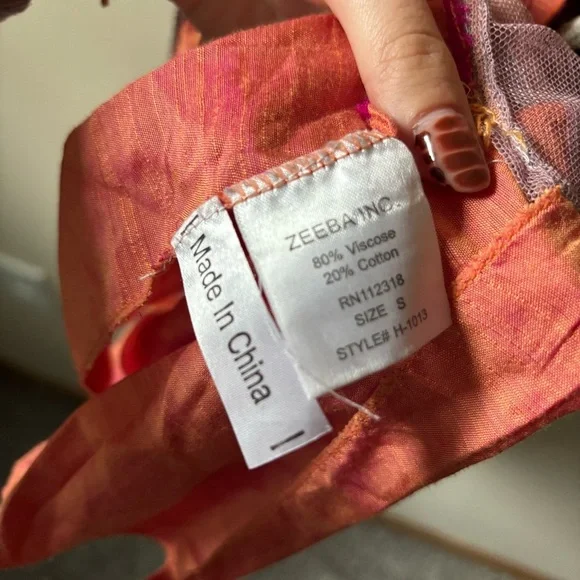 ZEEBA INC.
80% Viscose
20% Cotton
RN112318
SIZE S
STYLE# H-1013
Made In China